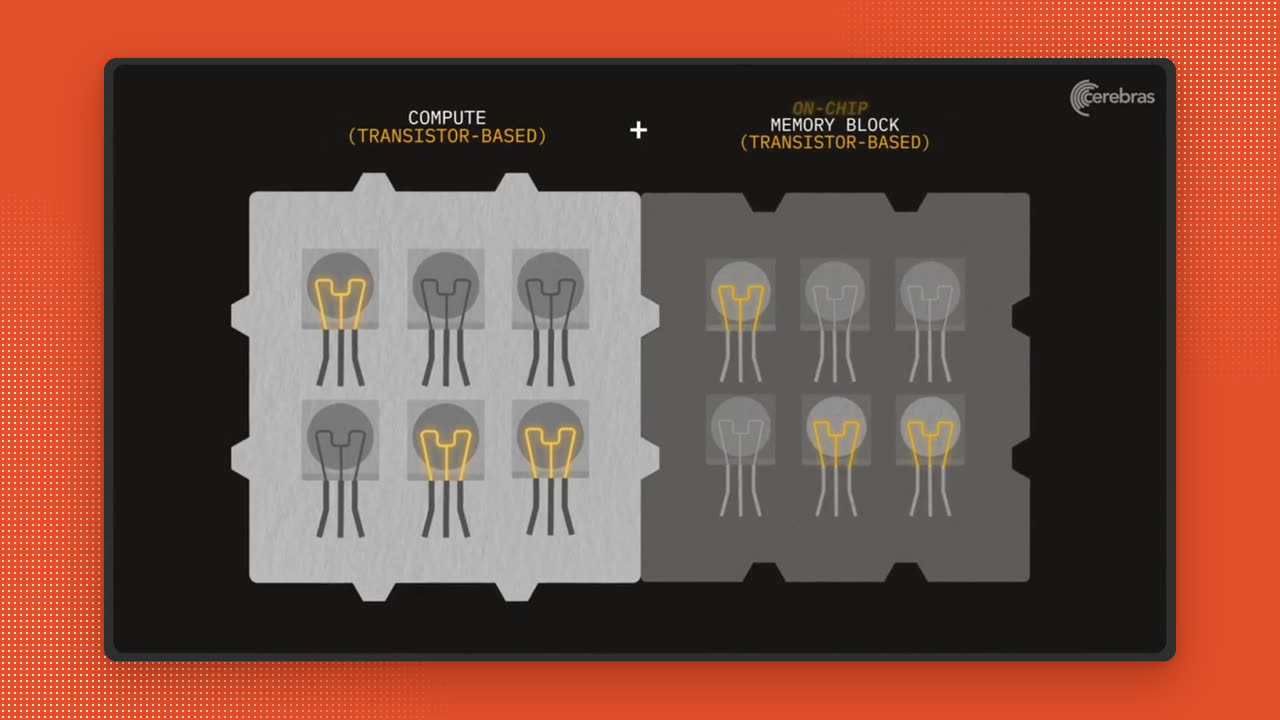 COMPUTE
(TRANSISTOR-BASED)
+
ON-CHIP
MEMORY BLOCK
(TRANSISTOR-BASED)
cerebras